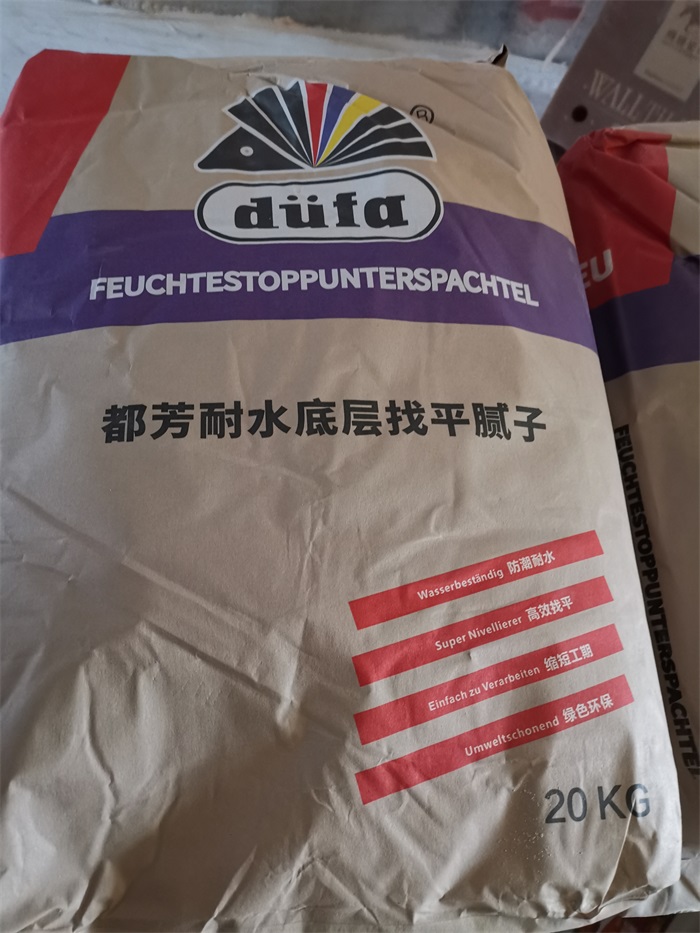 ®
düfa
FEUCHTESTOPPUNTERSPACHTEL
都芳耐水底层找平腻子
Wasserbeständig 防潮耐水
Super Nivellierer 高效找平
Einfach zu Verarbeiten 缩短工期
Umweltschonend 绿色环保
20 KG
WALL
EU
FEUCHTESTOPPUNTERSPACHTEL